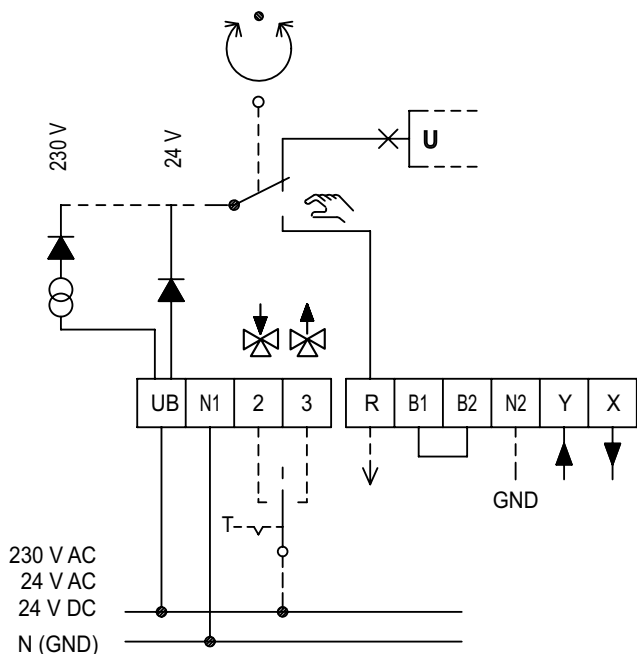 230 V
24 V
U
UB N1 2 3 R B1 B2 N2 Y X
GND
T
230 V AC
24 V AC
24 V DC
N (GND)